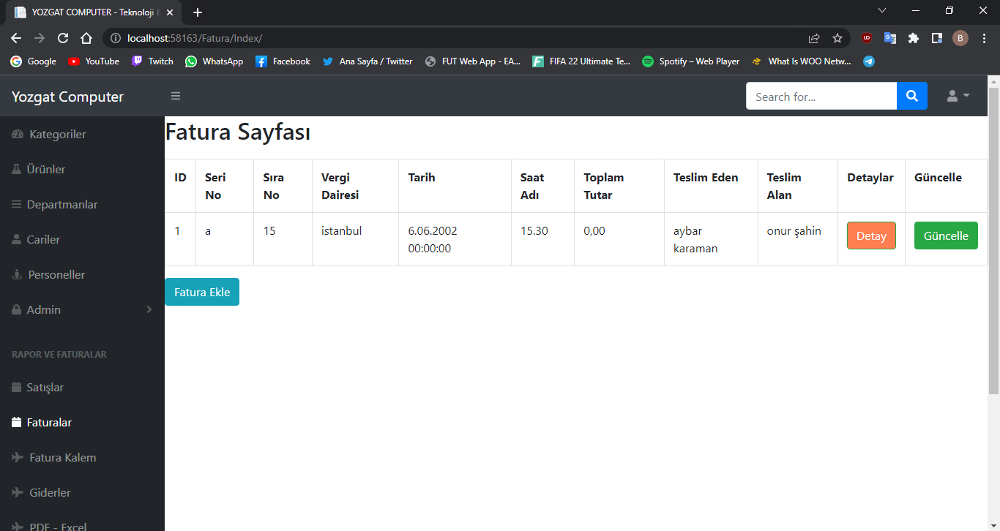 YOZGAT COMPUTER - Teknoloji &
localhost:58163/Fatura/Index/
UD
B
Google YouTube Twitch WhatsApp Facebook Ana Sayfa / Twitter FUT Web App - EA... FIFA 22 Ultimate Te... Spotify – Web Player What Is WOO Netw...
Yozgat Computer
Search for...
Kategoriler
Ürünler
Departmanlar
Cariler
Personeller
Admin
RAPOR VE FATURALAR
Satışlar
Faturalar
Fatura Kalem
Giderler
PDF - Excel
Fatura Sayfası
ID Seri No Sıra No Vergi Dairesi Tarih Saat Adı Toplam Tutar Teslim Eden Teslim Alan Detaylar Güncelle
1 a 15 istanbul 6.06.2002 00:00:00 15.30 0,00 aybar karaman onur şahin Detay Güncelle
Fatura Ekle